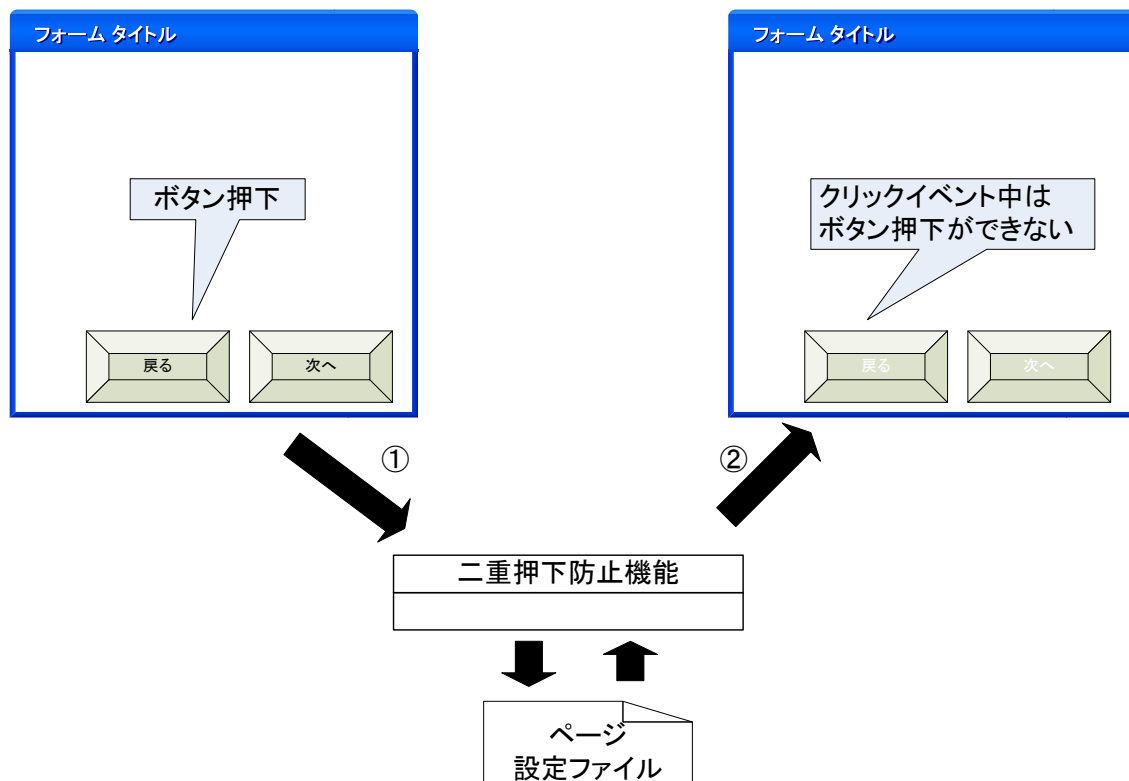 フォーム タイトル
ボタン押下
戻る
次へ
フォーム タイトル
クリックイベント中は
ボタン押下ができない
戻る
次へ
①
②
二重押下防止機能
ページ
設定ファイル